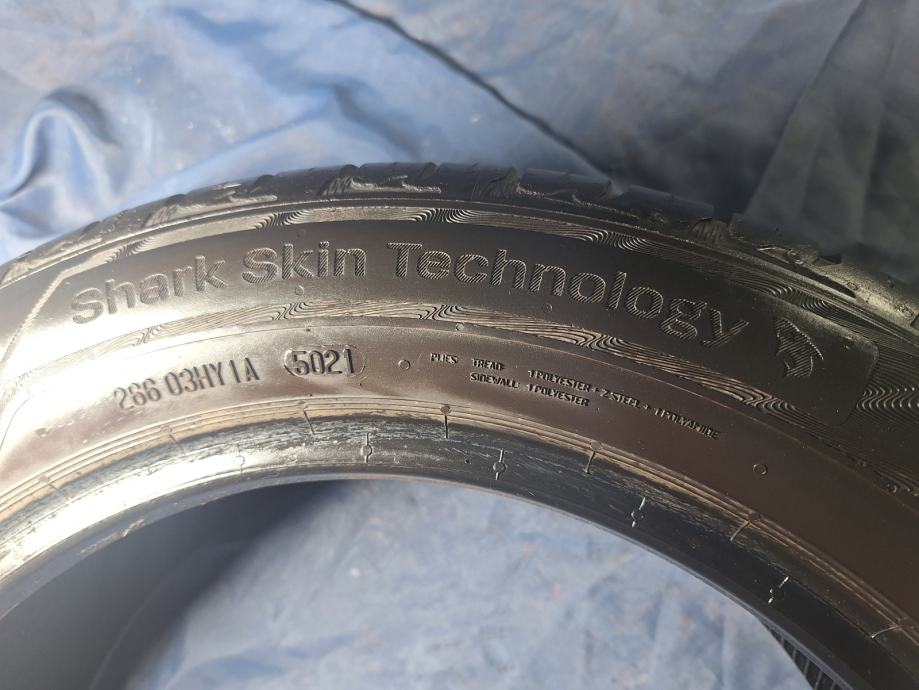 Shark Skin Technology
266 03HY1A 5021
PLIES TREAD: 1 POLYESTER + 2 STEEL + 1 POLYAMIDE
SIDEWALL: 1 POLYESTER